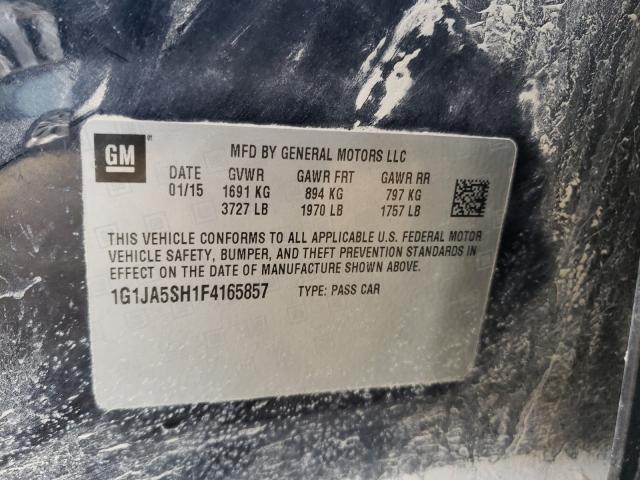 GM
MFD BY GENERAL MOTORS LLC
DATE GVWR GAWR FRT GAWR RR
01/15 1691 KG 894 KG 797 KG
3727 LB 1970 LB 1757 LB
THIS VEHICLE CONFORMS TO ALL APPLICABLE U.S. FEDERAL MOTOR
VEHICLE SAFETY, BUMPER, AND THEFT PREVENTION STANDARDS IN
EFFECT ON THE DATE OF MANUFACTURE SHOWN ABOVE.
1G1JA5SH1F4165857 TYPE: PASS CAR